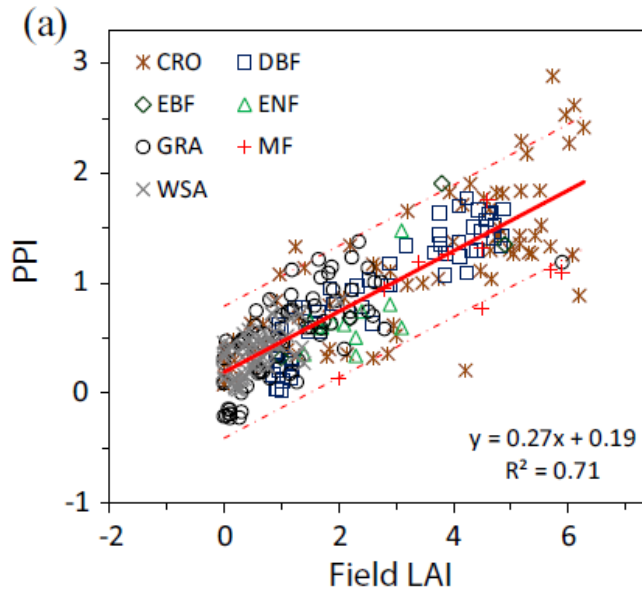 (a)
CRO DBF
EBF ENF
GRA MF
WSA
3
2
1
0
-1
PPI
y = 0.27x + 0.19
R² = 0.71
-2 0 2 4 6
Field LAI